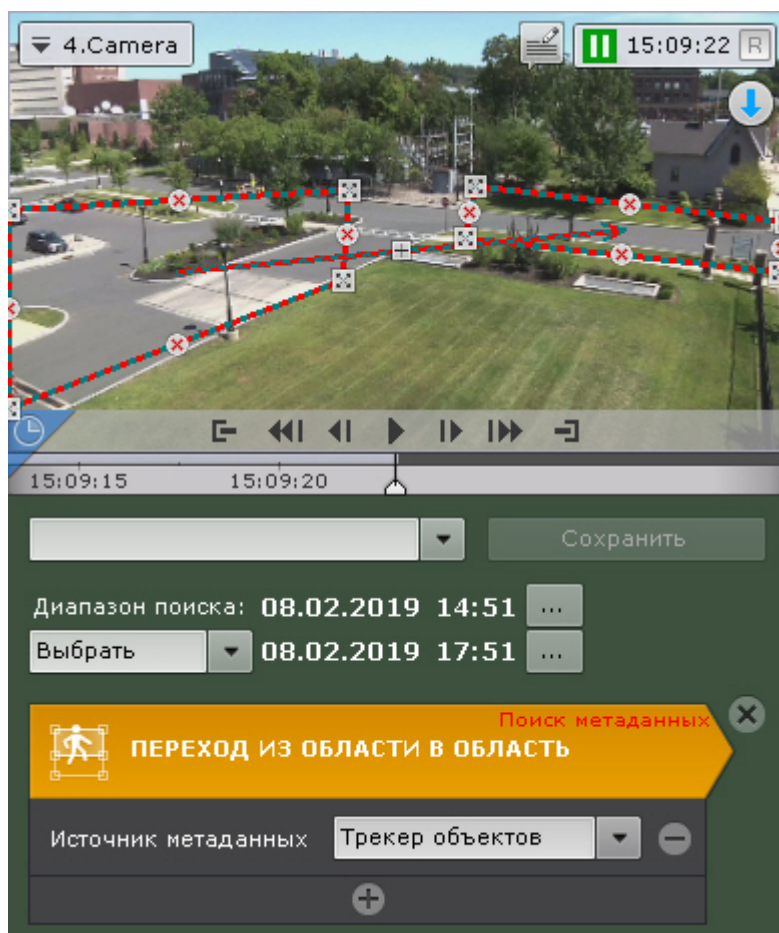 4.Camera
15:09:22 R
15:09:15 15:09:20
Сохранить
Диапазон поиска: 08.02.2019 14:51 ...
Выбрать 08.02.2019 17:51 ...
Поиск метаданных
ПЕРЕХОД ИЗ ОБЛАСТИ В ОБЛАСТЬ
Источник метаданных Трекер объектов